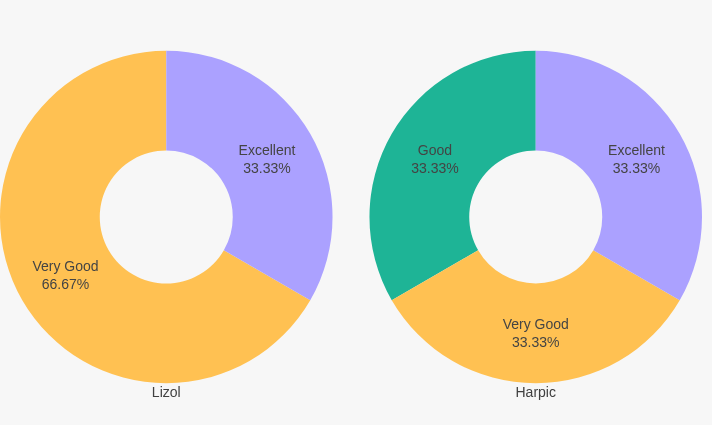 Excellent
33.33%
Very Good
66.67%
Lizol
Good
33.33%
Excellent
33.33%
Very Good
33.33%
Harpic